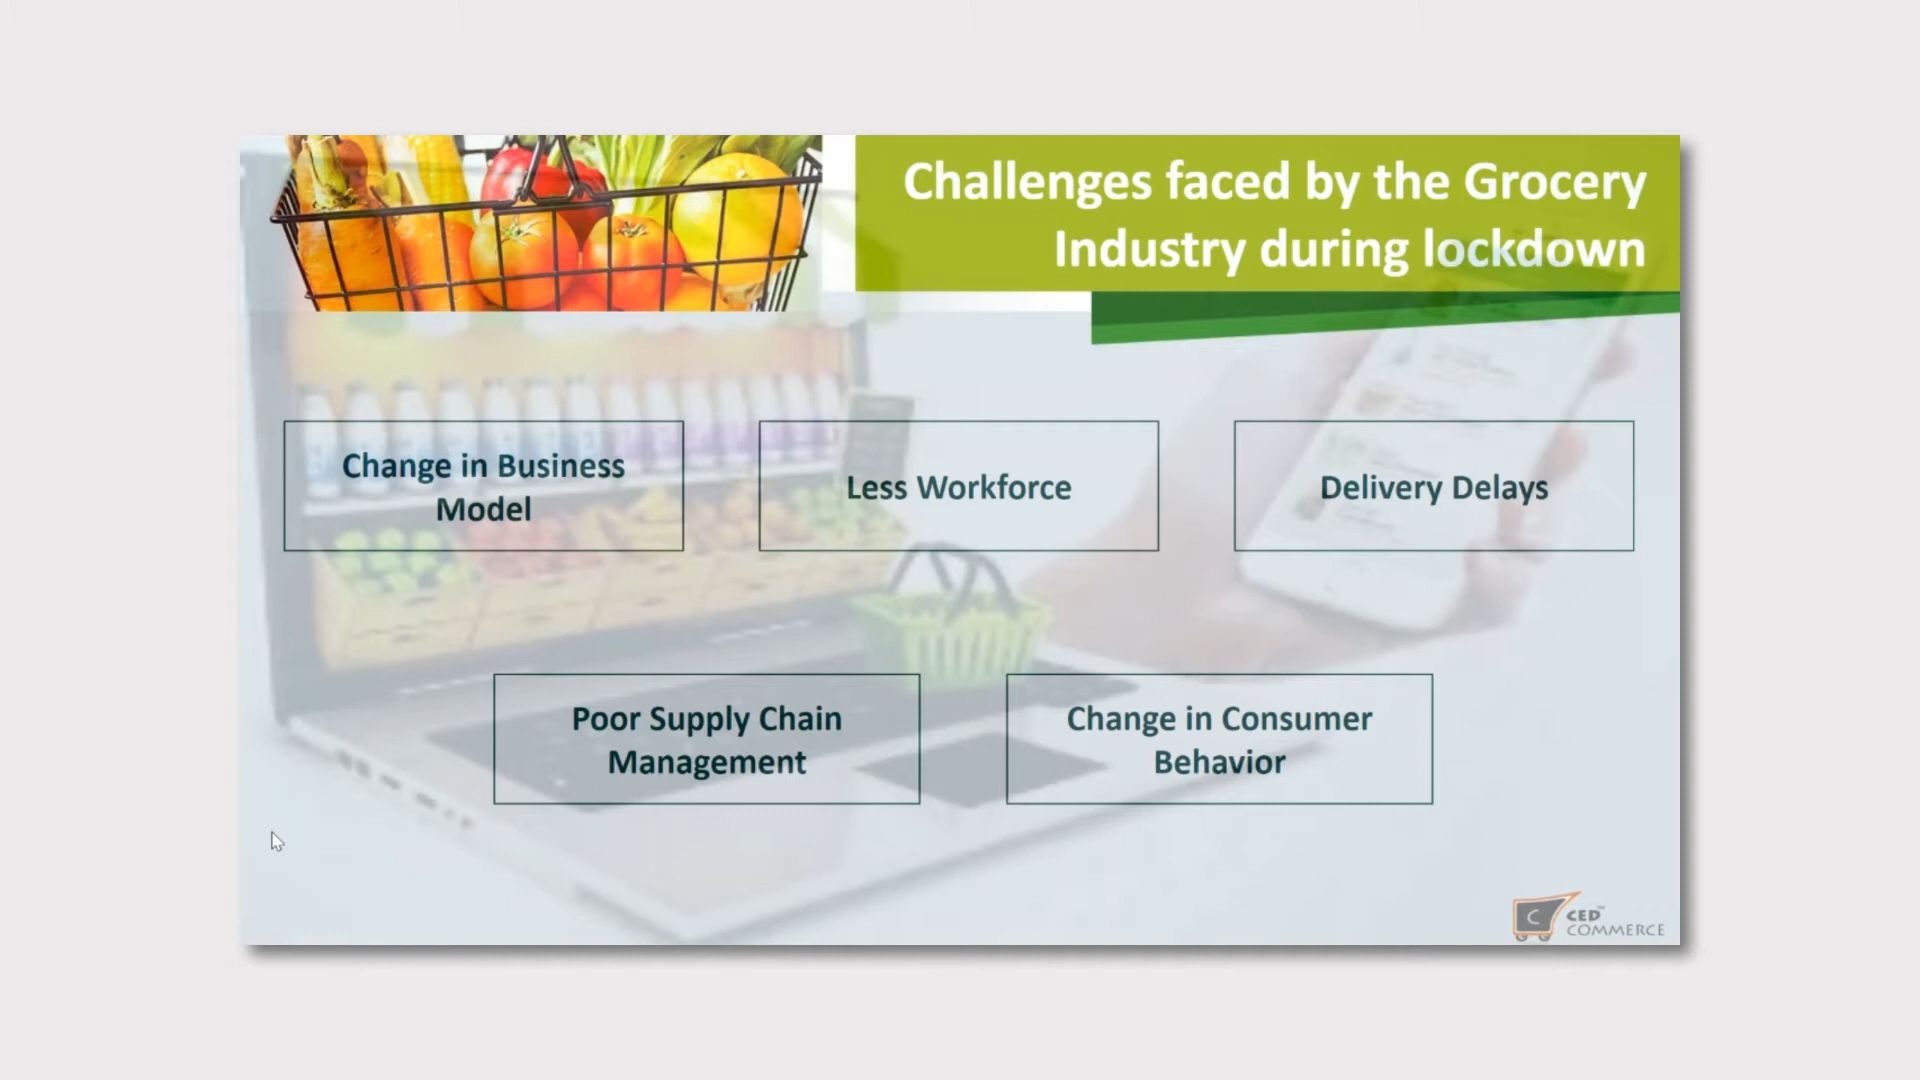 Challenges faced by the Grocery
Industry during lockdown
Change in Business
Model
Less Workforce
Delivery Delays
Poor Supply Chain
Management
Change in Consumer
Behavior
C
CED™
COMMERCE